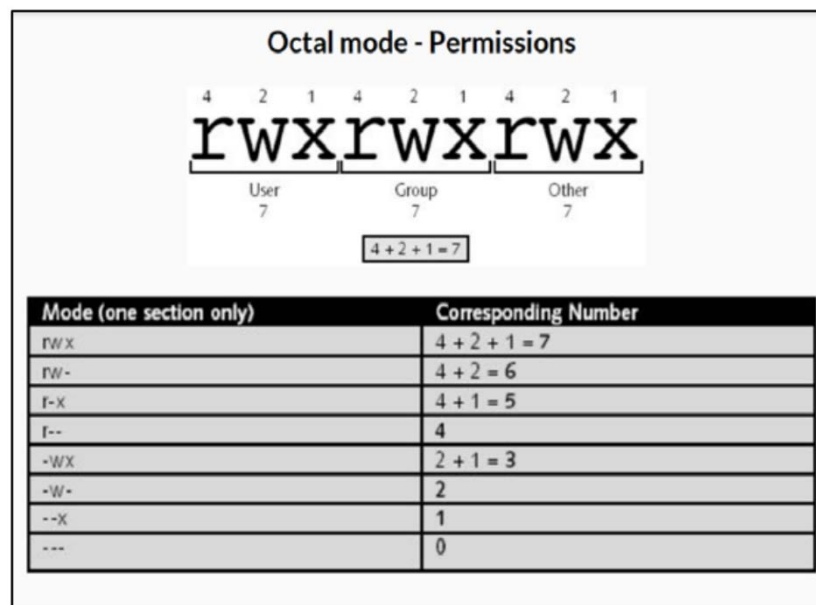 Octal mode - Permissions
4 2 1 4 2 1 4 2 1
rwxrwxrwx
User Group Other
7 7 7
4 + 2 + 1 = 7
Mode (one section only) Corresponding Number
rwx 4 + 2 + 1 = 7
rw- 4 + 2 = 6
r-x 4 + 1 = 5
r-- 4
-wx 2 + 1 = 3
-w- 2
--x 1
--- 0